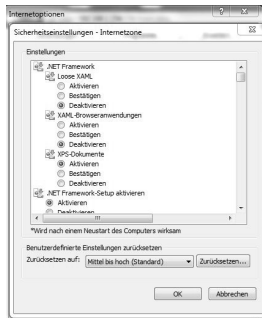 Internetoptionen
Sicherheitseinstellungen - Internetzone
Einstellungen
.NET Framework
Loose XAML
Aktivieren
Bestätigen
Deaktivieren
XAML-Browseranwendungen
Aktivieren
Bestätigen
Deaktivieren
XPS-Dokumente
Aktivieren
Bestätigen
Deaktivieren
.NET Framework-Setup aktivieren
Aktivieren
Deaktivieren
*Wird nach einem Neustart des Computers wirksam
Benutzerdefinierte Einstellungen zurücksetzen
Zurücksetzen auf: Mittel bis hoch (Standard) Zurücksetzen...
OK Abbrechen